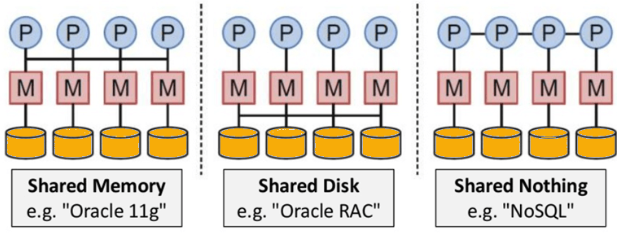 P P P P P P P P P P P P
M M M M M M M M M M M M
Shared Memory Shared Disk Shared Nothing
e.g. "Oracle 11g" e.g. "Oracle RAC" e.g. "NoSQL"